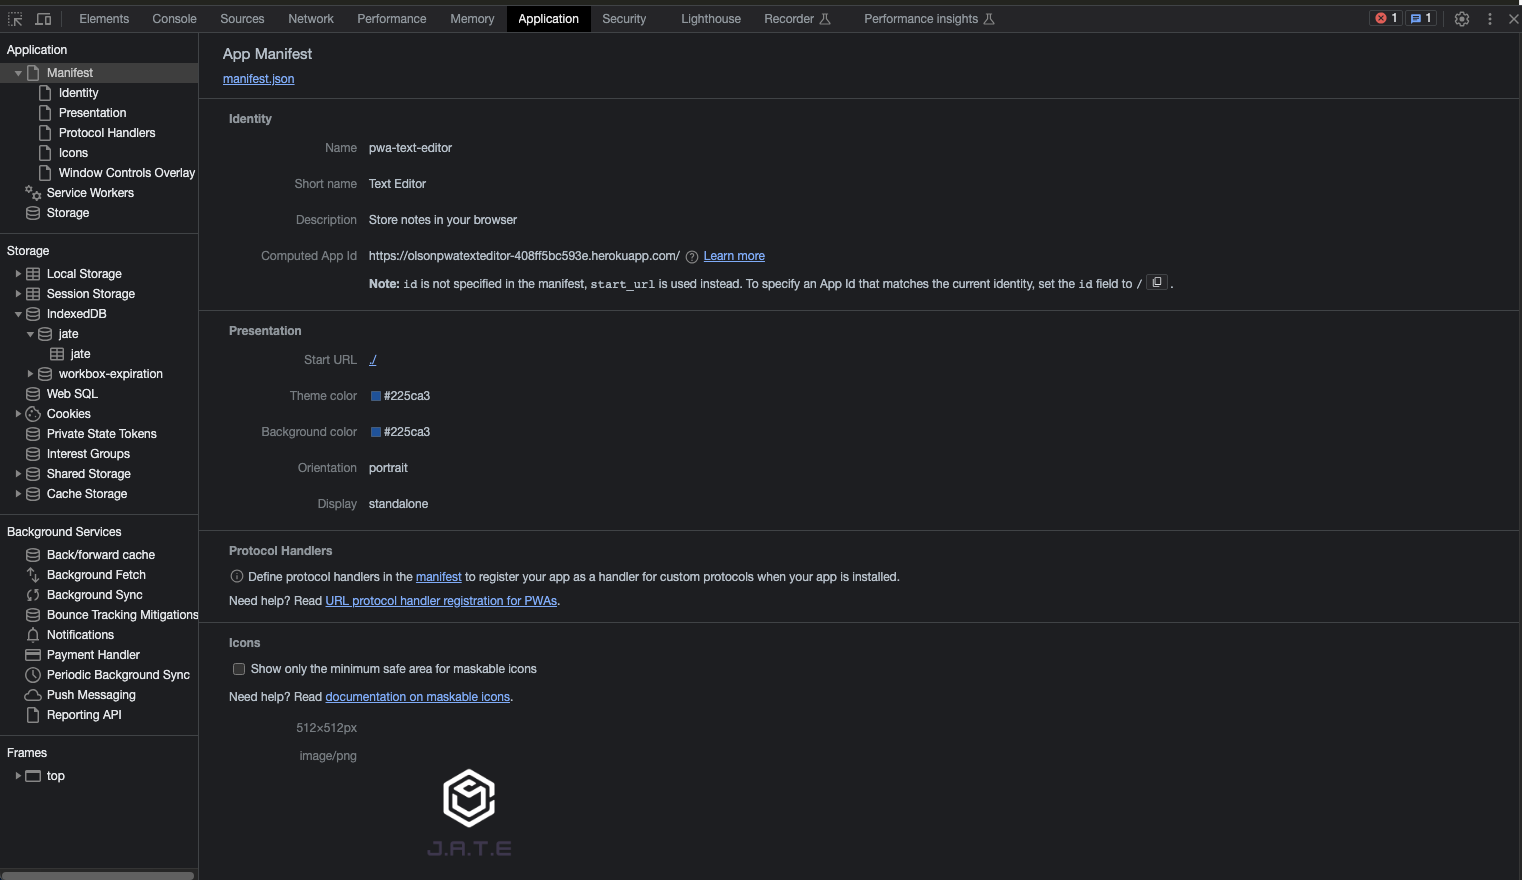 Elements Console Sources Network Performance Memory Application Security Lighthouse Recorder Performance insights 1 1
Application
Manifest
Identity
Presentation
Protocol Handlers
Icons
Window Controls Overlay
Service Workers
Storage
Storage
Local Storage
Session Storage
IndexedDB
jate
jate
workbox-expiration
Web SQL
Cookies
Private State Tokens
Interest Groups
Shared Storage
Cache Storage
Background Services
Back/forward cache
Background Fetch
Background Sync
Bounce Tracking Mitigations
Notifications
Payment Handler
Periodic Background Sync
Push Messaging
Reporting API
Frames
top
App Manifest
manifest.json
Identity
Name pwa-text-editor
Short name Text Editor
Description Store notes in your browser
Computed App Id https://olsonpwatexteditor-408ff5bc593e.herokuapp.com/ Learn more
Note: id is not specified in the manifest, start_url is used instead. To specify an App Id that matches the current identity, set the id field to / .
Presentation
Start URL ./
Theme color #225ca3
Background color #225ca3
Orientation portrait
Display standalone
Protocol Handlers
Define protocol handlers in the manifest to register your app as a handler for custom protocols when your app is installed.
Need help? Read URL protocol handler registration for PWAs.
Icons
Show only the minimum safe area for maskable icons
Need help? Read documentation on maskable icons.
512×512px
image/png
J.A.T.E